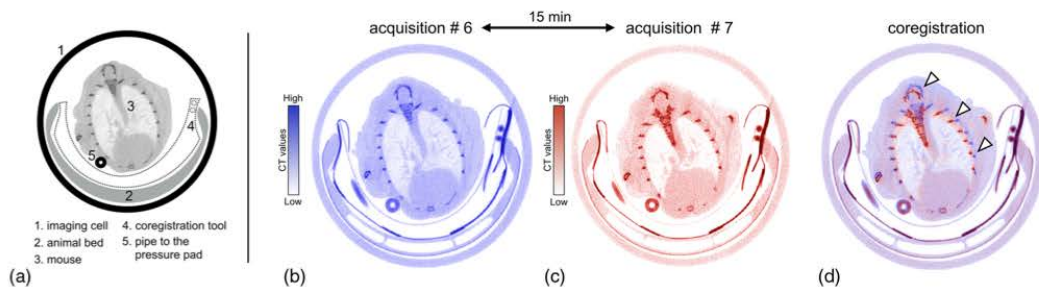 15 min
acquisition # 6
acquisition # 7
coregistration
1
3
4
5
2
High
CT values
Low
High
CT values
Low
1. imaging cell
2. animal bed
3. mouse
4. coregistration tool
5. pipe to the
pressure pad
(a)
(b)
(c)
(d)